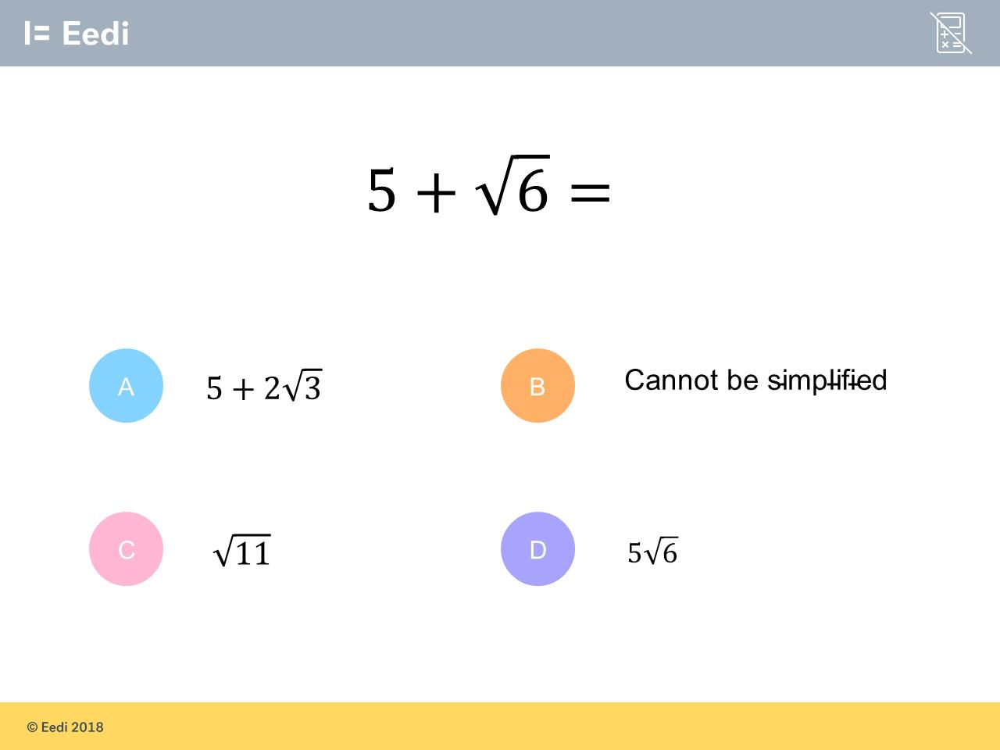 Eedi
5 + √6 =
A 5 + 2√3
B Cannot be simplified
C √11
D 5√6
© Eedi 2018